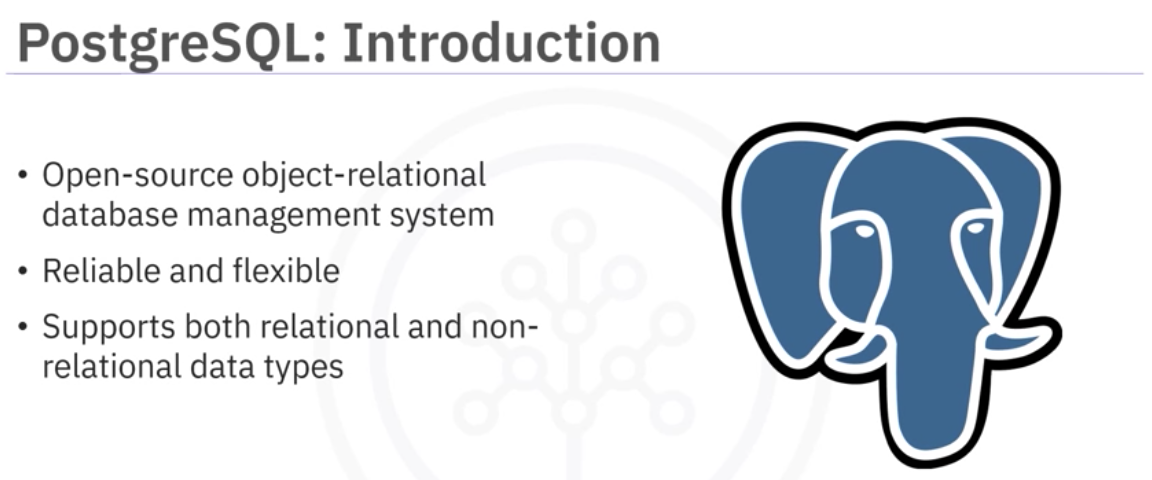 PostgreSQL: Introduction
• Open-source object-relational
database management system
• Reliable and flexible
• Supports both relational and non-
relational data types